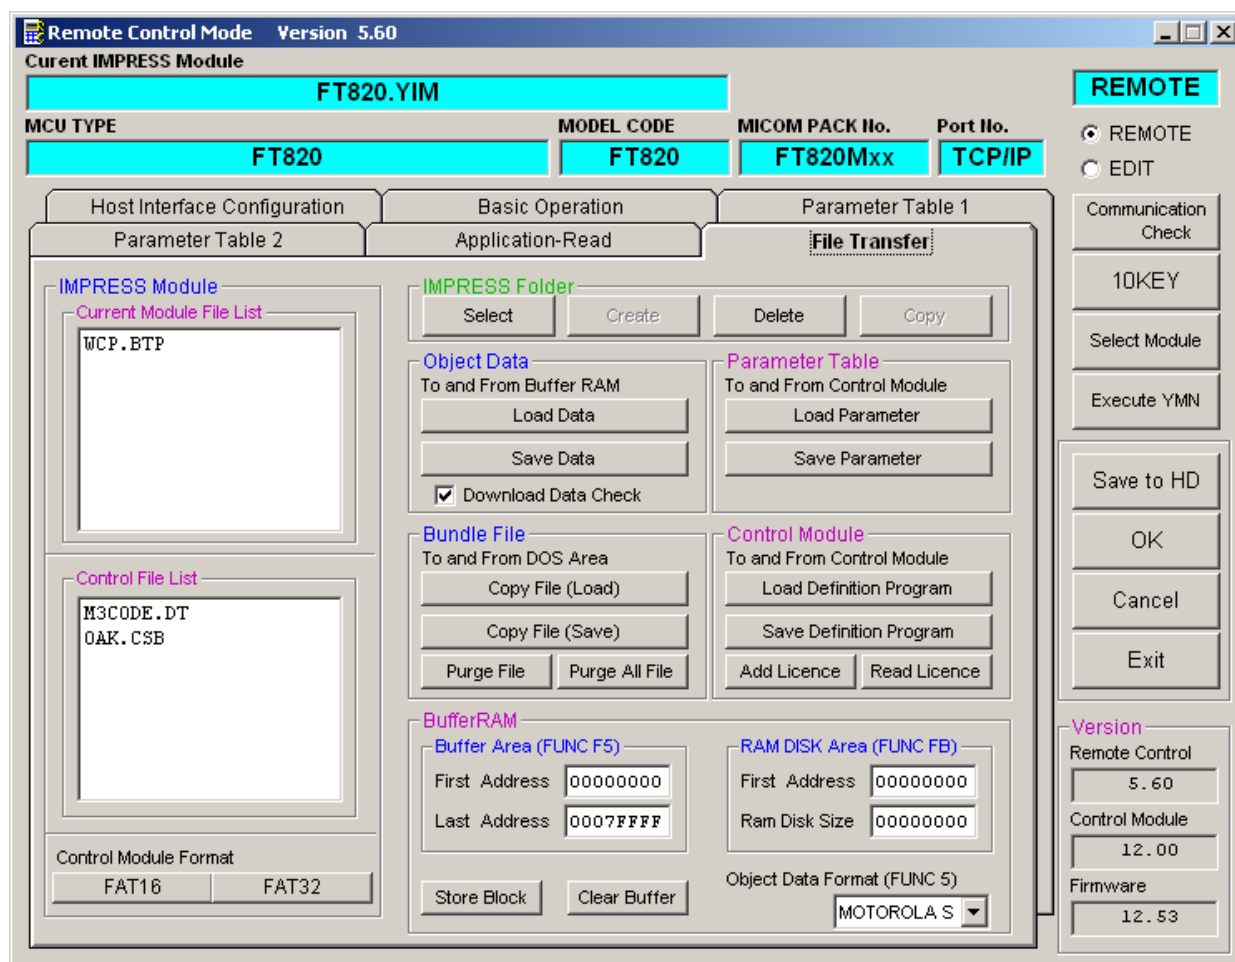 Remote Control Mode Version 5.60
Curent IMPRESS Module
FT820.YIM
REMOTE
MCU TYPE
MODEL CODE
MICOM PACK No.
Port No.
FT820
FT820
FT820Mxx
TCP/IP
REMOTE
EDIT
Host Interface Configuration
Basic Operation
Parameter Table 1
Parameter Table 2
Application-Read
File Transfer
Communication
Check
10KEY
Select Module
Execute YMN
Save to HD
OK
Cancel
Exit
IMPRESS Module
Current Module File List
WCP.BTP
Control File List
M3CODE.DT
OAK.CSB
Control Module Format
FAT16
FAT32
IMPRESS Folder
Select
Create
Delete
Copy
Object Data
To and From Buffer RAM
Load Data
Save Data
Download Data Check
Parameter Table
To and From Control Module
Load Parameter
Save Parameter
Bundle File
To and From DOS Area
Copy File (Load)
Copy File (Save)
Purge File
Purge All File
Control Module
To and From Control Module
Load Definition Program
Save Definition Program
Add Licence
Read Licence
BufferRAM
Buffer Area (FUNC F5)
First Address 00000000
Last Address 0007FFFF
RAM DISK Area (FUNC FB)
First Address 00000000
Ram Disk Size 00000000
Store Block
Clear Buffer
Object Data Format (FUNC 5)
MOTOROLA S
Version
Remote Control
5.60
Control Module
12.00
Firmware
12.53